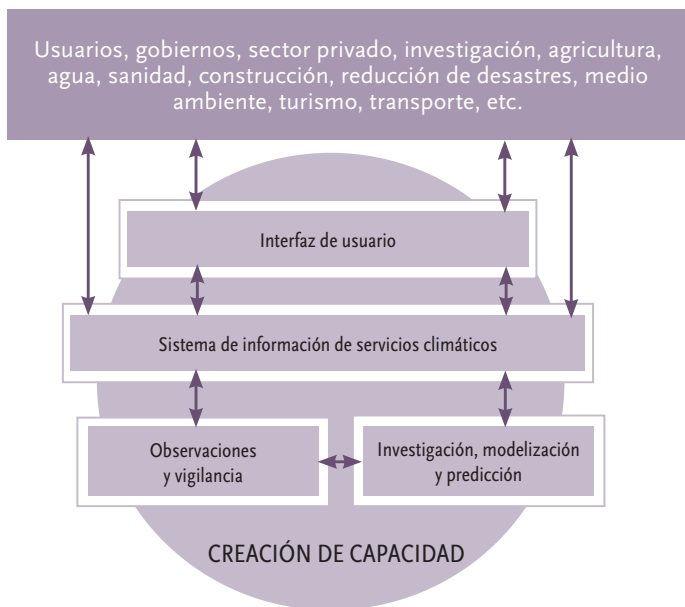 Usuarios, gobiernos, sector privado, investigación, agricultura,
agua, sanidad, construcción, reducción de desastres, medio
ambiente, turismo, transporte, etc.
Interfaz de usuario
Sistema de información de servicios climáticos
Observaciones
y vigilancia
Investigación, modelización
y predicción
CREACIÓN DE CAPACIDAD